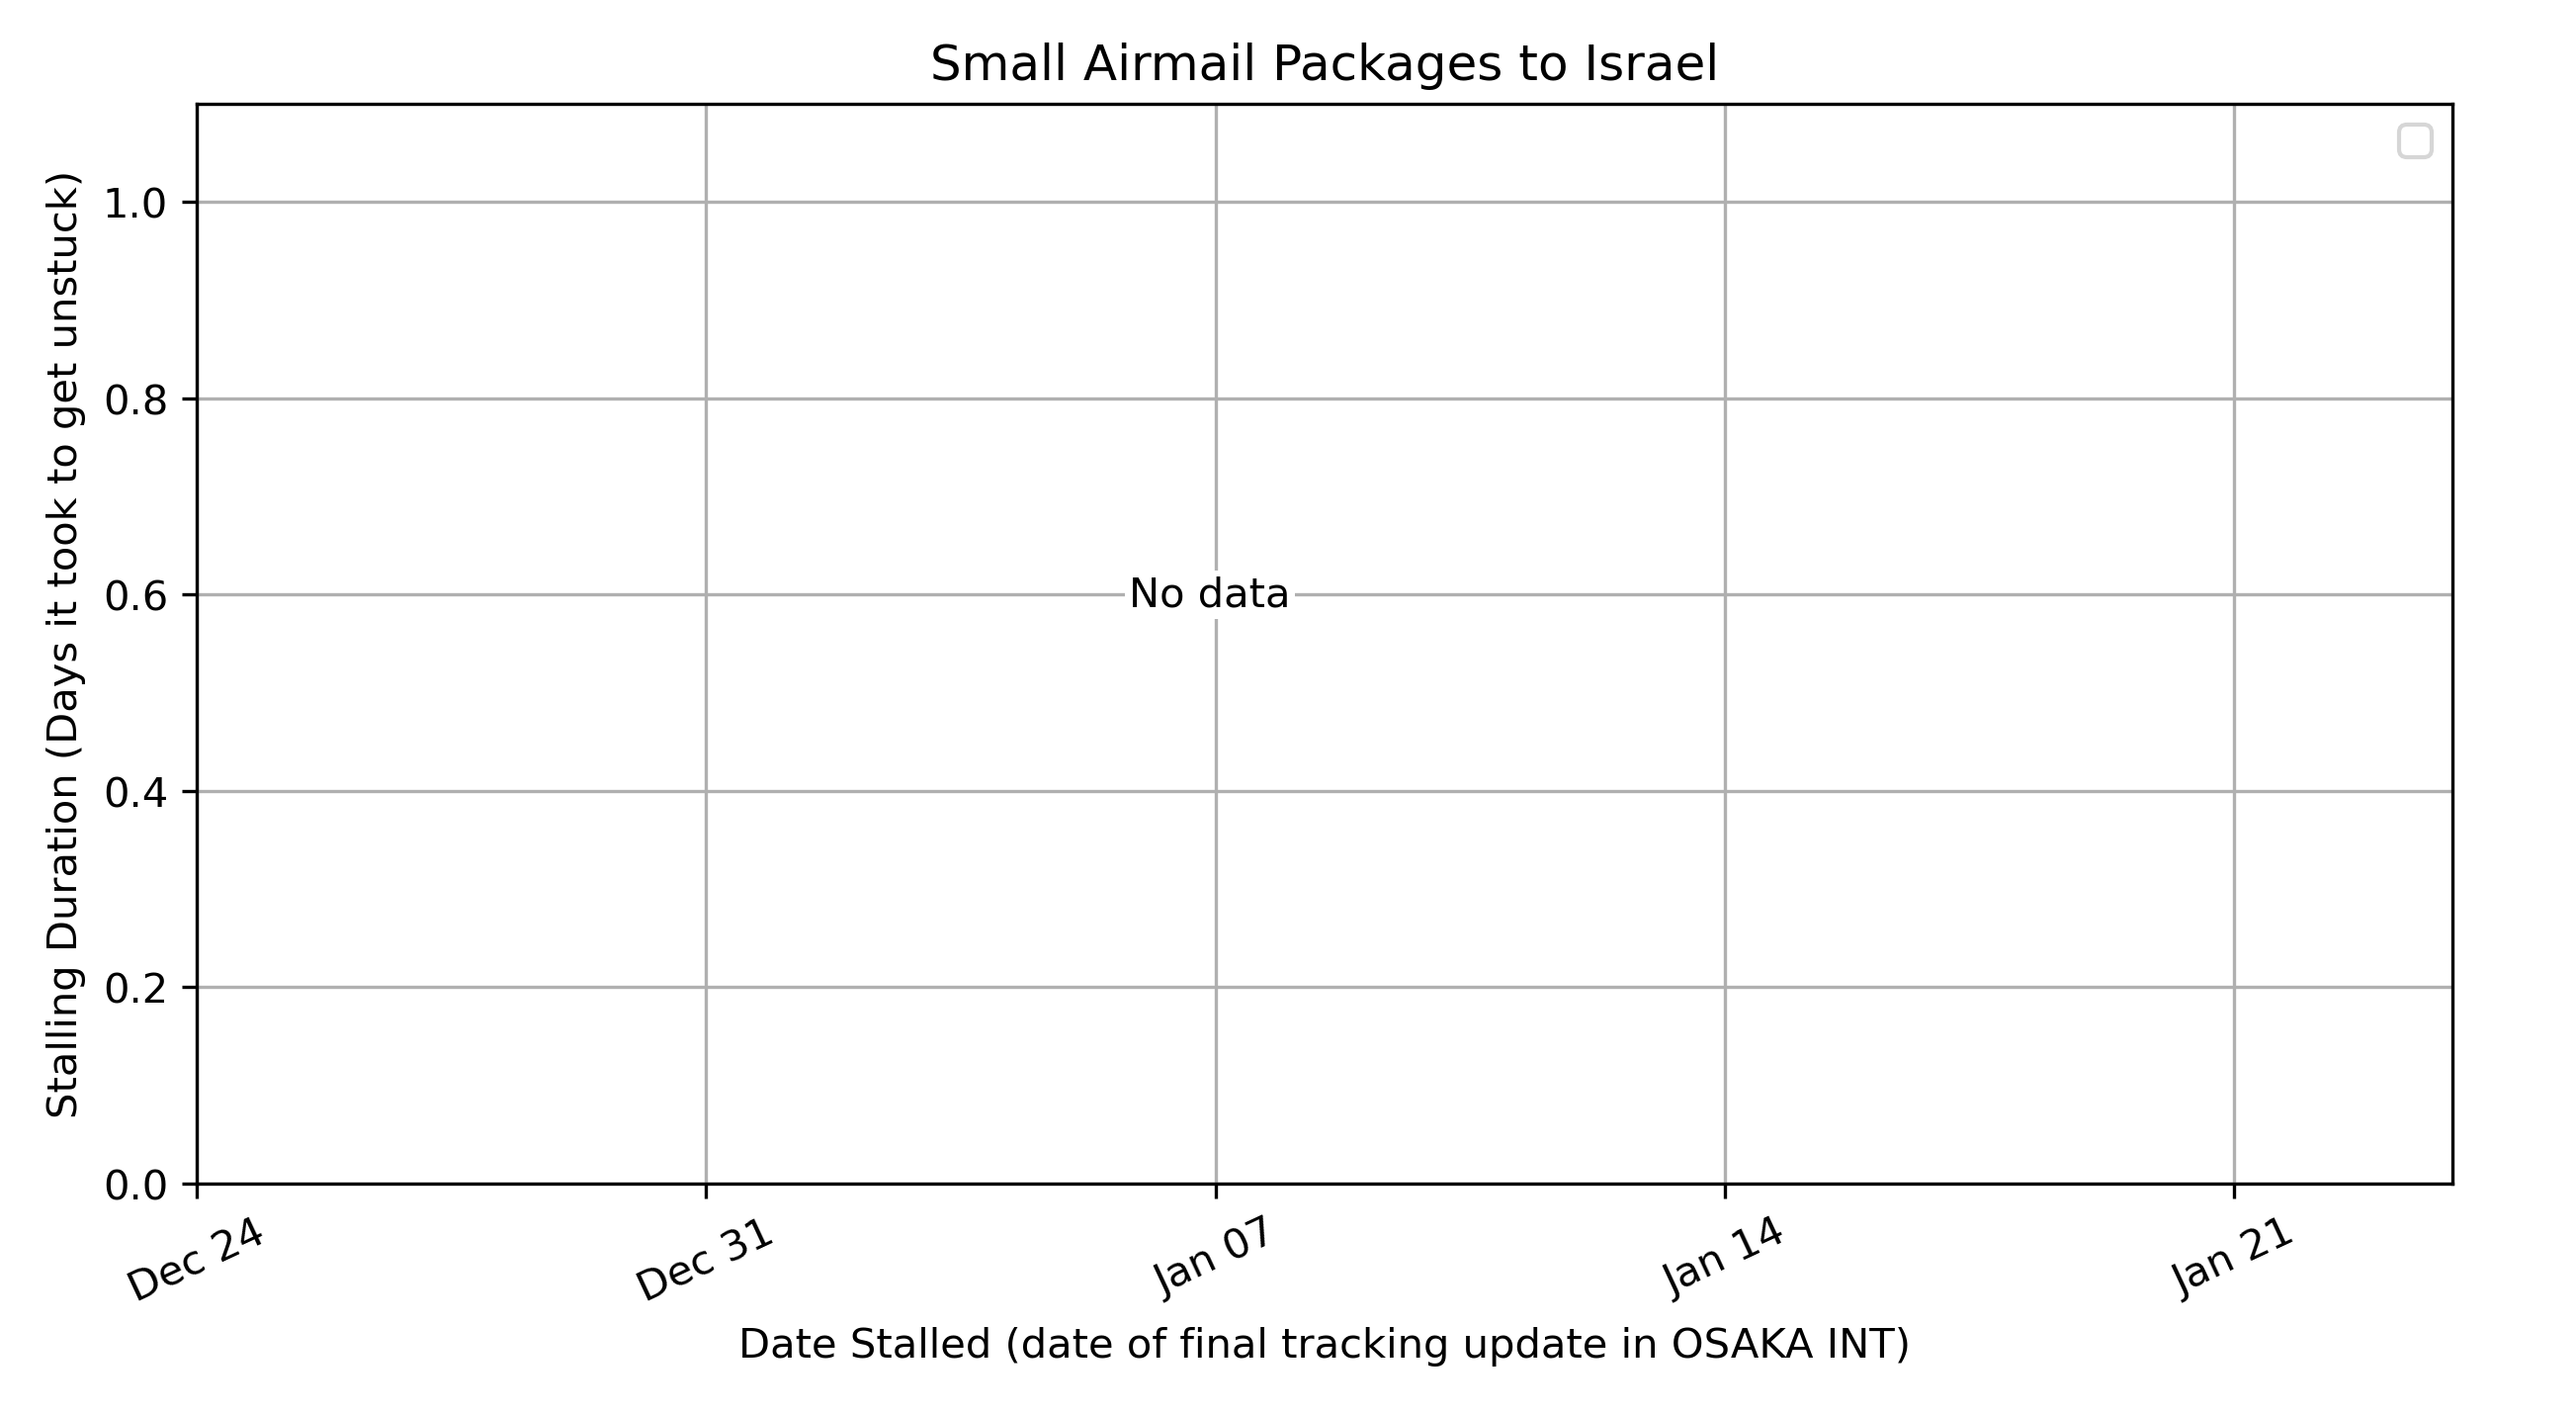 Small Airmail Packages to Israel
Stalling Duration (Days it took to get unstuck)
1.0
0.8
0.6
0.4
0.2
0.0
No data
Dec 24
Dec 31
Jan 07
Jan 14
Jan 21
Date Stalled (date of final tracking update in OSAKA INT)